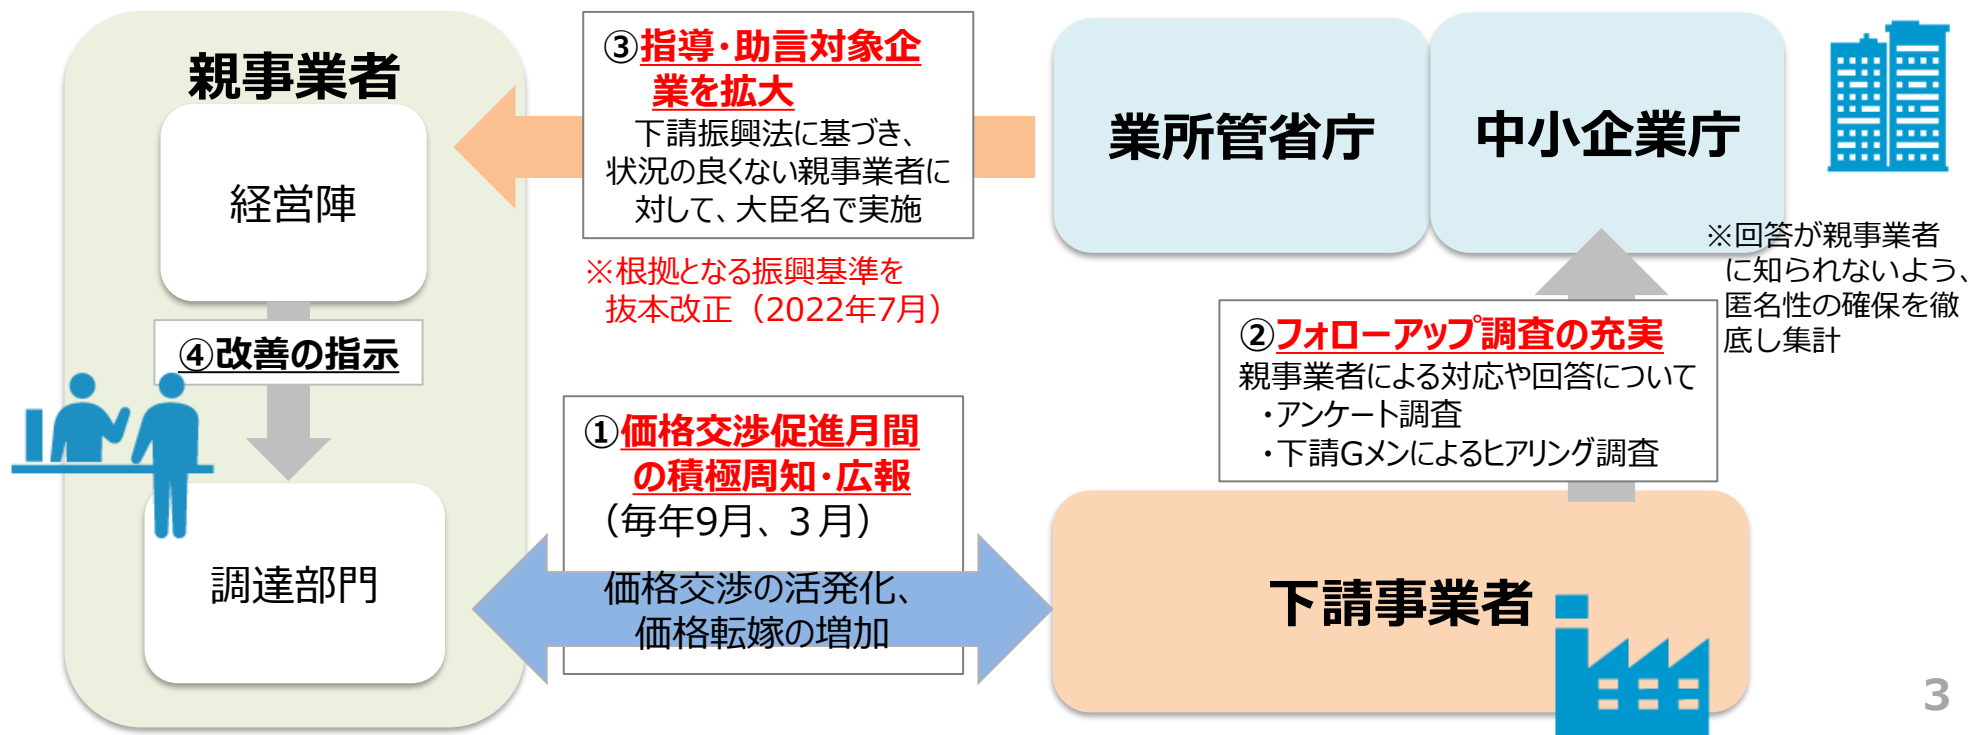 親事業者
経営陣
④改善の指示
調達部門
③指導・助言対象企
業を拡大
下請振興法に基づき、
状況の良くない親事業者に
対して、大臣名で実施
※根拠となる振興基準を
抜本改正（2022年7月）
①価格交渉促進月間
の積極周知・広報
（毎年9月、３月）
価格交渉の活発化、
価格転嫁の増加
業所管省庁
中小企業庁
※回答が親事業者
に知られないよう、
匿名性の確保を徹
底し集計
②フォローアップ調査の充実
親事業者による対応や回答について
・アンケート調査
・下請Gメンによるヒアリング調査
下請事業者
3